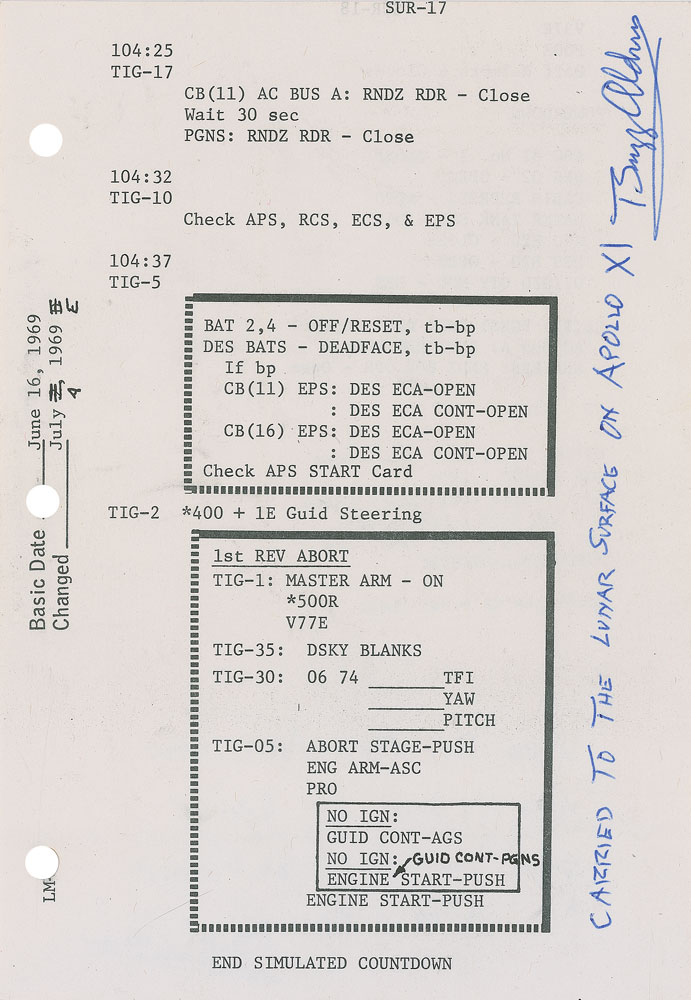 SUR-17
104:25
TIG-17
CB(11) AC BUS A: RNDZ RDR - Close
Wait 30 sec
PGNS: RNDZ RDR - Close
104:32
TIG-10
Check APS, RCS, ECS, & EPS
104:37
TIG-5
BAT 2,4 - OFF/RESET, tb-bp
DES BATS - DEADFACE, tb-bp
If bp
CB(11) EPS: DES ECA-OPEN
: DES ECA CONT-OPEN
CB(16) EPS: DES ECA-OPEN
: DES ECA CONT-OPEN
Check APS START Card
TIG-2 *400 + 1E Guid Steering
1st REV ABORT
TIG-1: MASTER ARM - ON
*500R
V77E
TIG-35: DSKY BLANKS
TIG-30: 06 74 ______TFI
______YAW
______PITCH
TIG-05: ABORT STAGE-PUSH
ENG ARM-ASC
PRO
NO IGN:
GUID CONT-AGS
NO IGN: GUID CONT-PGNS
ENGINE START-PUSH
ENGINE START-PUSH
END SIMULATED COUNTDOWN
Basic Date June 16, 1969
Changed July 4, 1969 E
LM-
CARRIED TO THE LUNAR SURFACE ON APOLLO XI Buzz Aldrin